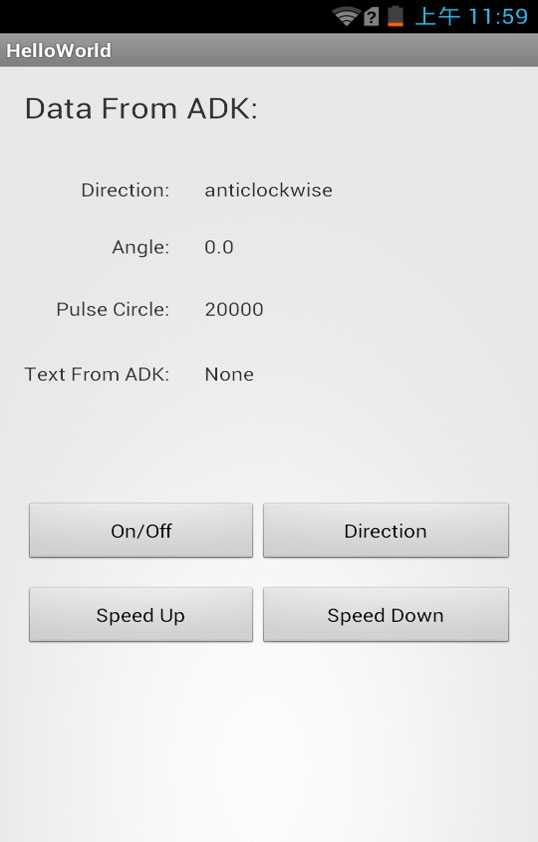 上午 11:59
HelloWorld
Data From ADK:
Direction: anticlockwise
Angle: 0.0
Pulse Circle: 20000
Text From ADK: None
On/Off Direction
Speed Up Speed Down